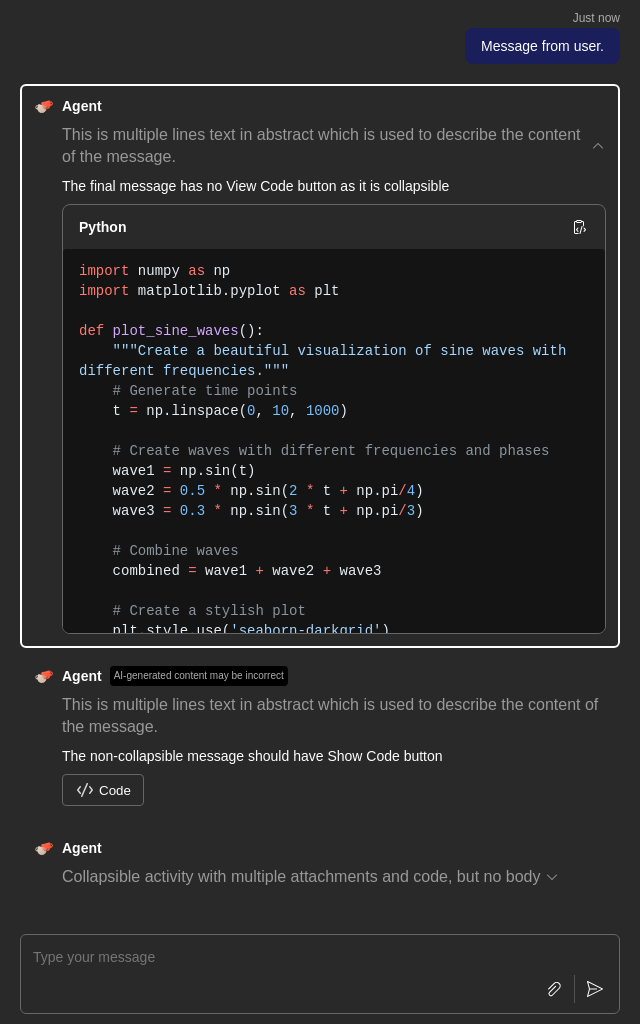 Just now
Message from user.
Agent
This is multiple lines text in abstract which is used to describe the content
of the message.
The final message has no View Code button as it is collapsible
Python
import numpy as np
import matplotlib.pyplot as plt
def plot_sine_waves():
    """Create a beautiful visualization of sine waves with
different frequencies."""
    # Generate time points
    t = np.linspace(0, 10, 1000)
    # Create waves with different frequencies and phases
    wave1 = np.sin(t)
    wave2 = 0.5 * np.sin(2 * t + np.pi/4)
    wave3 = 0.3 * np.sin(3 * t + np.pi/3)
    # Combine waves
    combined = wave1 + wave2 + wave3
    # Create a stylish plot
    plt.style.use('seaborn-darkgrid')
Agent AI-generated content may be incorrect
This is multiple lines text in abstract which is used to describe the content of
the message.
The non-collapsible message should have Show Code button
Code
Agent
Collapsible activity with multiple attachments and code, but no body
Type your message